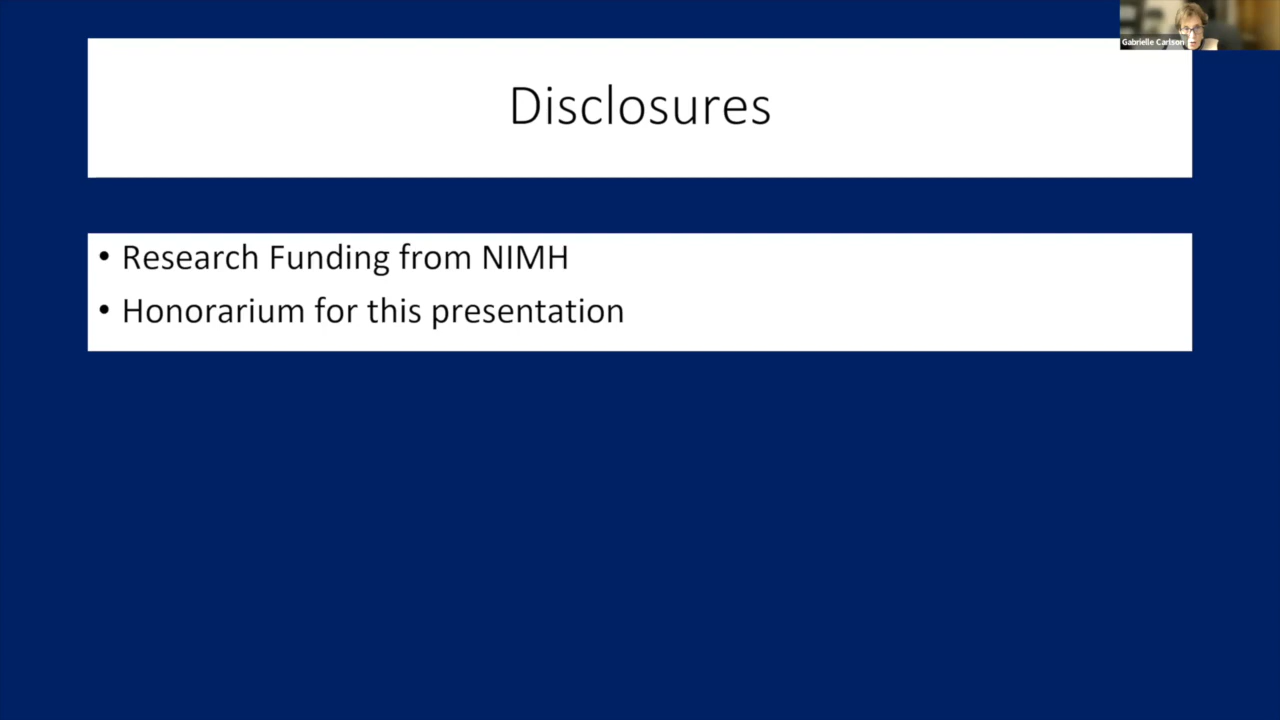 Gabrielle Carlson
Disclosures
• Research Funding from NIMH
• Honorarium for this presentation